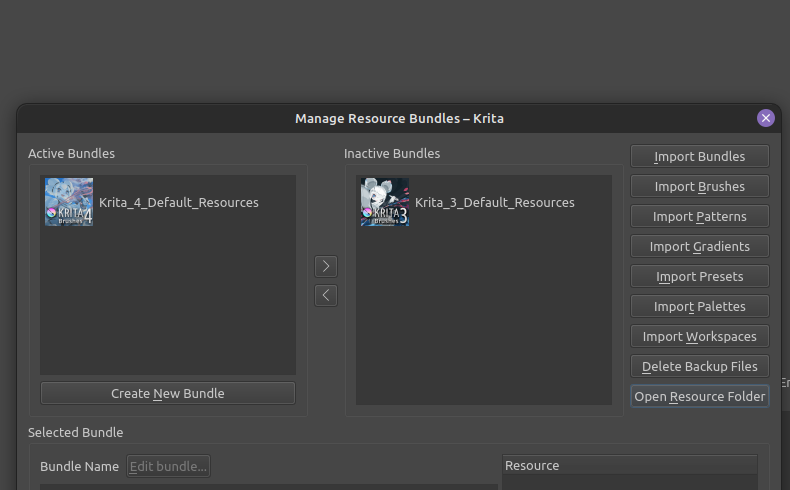 Manage Resource Bundles – Krita
Active Bundles
KRITA 4
Brushes
Krita_4_Default_Resources
Create New Bundle
Inactive Bundles
KRITA 3
Brushes
Krita_3_Default_Resources
Import Bundles
Import Brushes
Import Patterns
Import Gradients
Import Presets
Import Palettes
Import Workspaces
Delete Backup Files
Open Resource Folder
Selected Bundle
Bundle Name
Edit bundle...
Resource